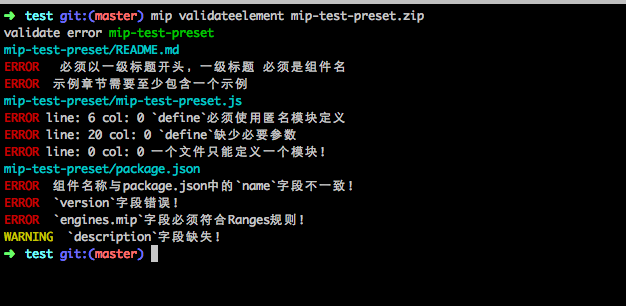 ➜ test git:(master) mip validateelement mip-test-preset.zip
validate error mip-test-preset
mip-test-preset/README.md
ERROR 必须以一级标题开头，一级标题 必须是组件名
ERROR 示例章节需要至少包含一个示例
mip-test-preset/mip-test-preset.js
ERROR line: 6 col: 0 `define`必须使用匿名模块定义
ERROR line: 20 col: 0 `define`缺少必要参数
ERROR line: 0 col: 0 一个文件只能定义一个模块！
mip-test-preset/package.json
ERROR 组件名称与package.json中的`name`字段不一致！
ERROR `version`字段错误！
ERROR `engines.mip`字段必须符合Ranges规则！
WARNING `description`字段缺失！
➜ test git:(master)